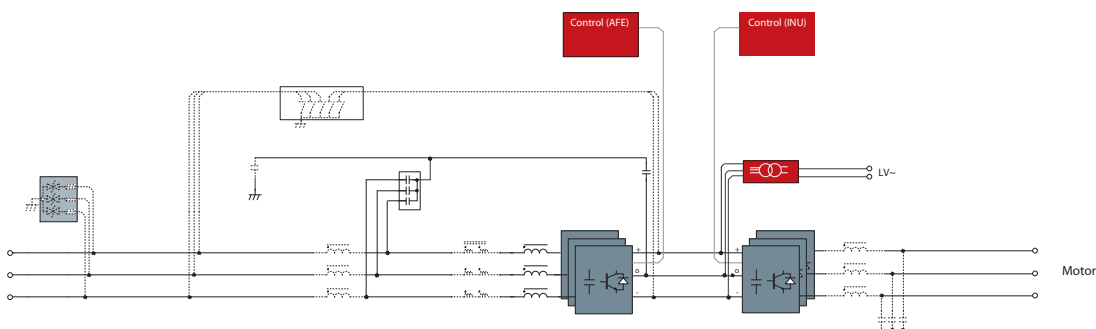 Control (AFE)
Control (INU)
LV~
+
+
o
o
-
-
Motor